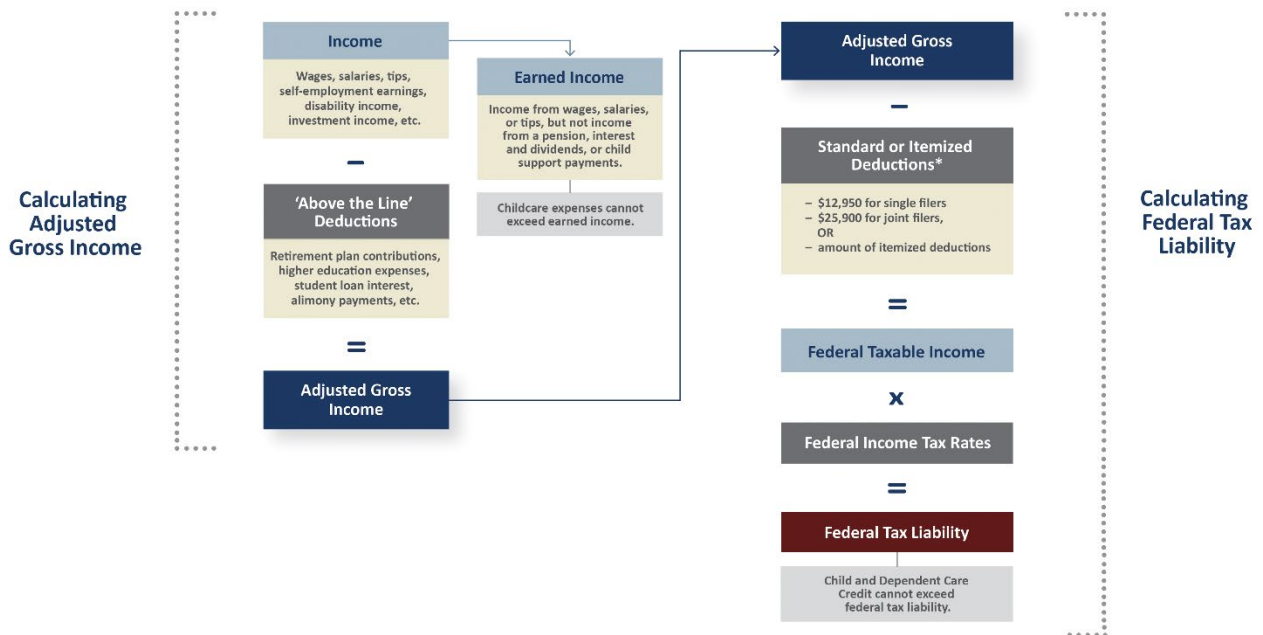 Calculating
Adjusted
Gross Income
Income
Wages, salaries, tips,
self-employment earnings,
disability income,
investment income, etc.
–
‘Above the Line’
Deductions
Retirement plan contributions,
higher education expenses,
student loan interest,
alimony payments, etc.
=
Adjusted Gross
Income
Earned Income
Income from wages, salaries,
or tips, but not income
from a pension, interest
and dividends, or child
support payments.
Childcare expenses cannot
exceed earned income.
Adjusted Gross
Income
–
Standard or Itemized
Deductions*
– $12,950 for single filers
– $25,900 for joint filers,
OR
– amount of itemized deductions
=
Federal Taxable Income
x
Federal Income Tax Rates
=
Federal Tax Liability
Child and Dependent Care
Credit cannot exceed
federal tax liability.
Calculating
Federal Tax
Liability